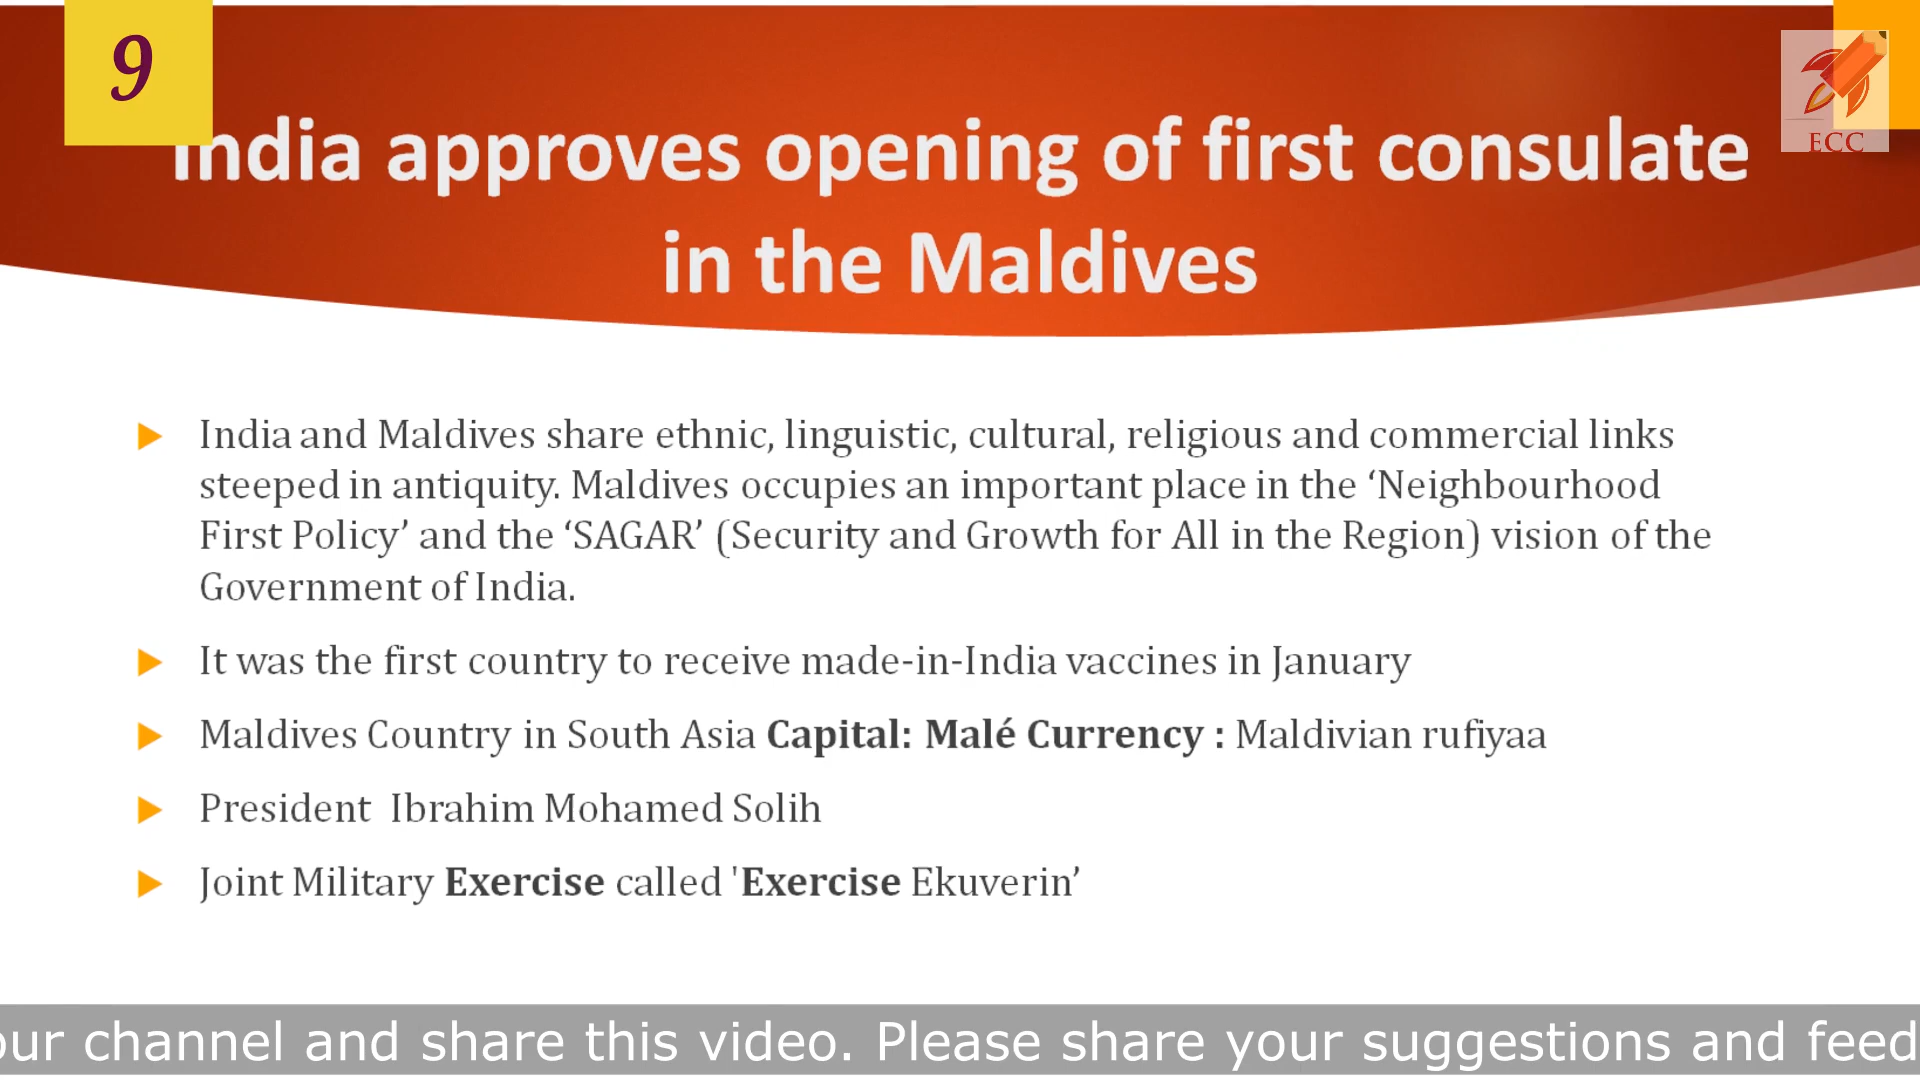 9
India approves opening of first consulate
in the Maldives
ECC
India and Maldives share ethnic, linguistic, cultural, religious and commercial links
steeped in antiquity. Maldives occupies an important place in the ‘Neighbourhood
First Policy’ and the ‘SAGAR’ (Security and Growth for All in the Region) vision of the
Government of India.
It was the first country to receive made-in-India vaccines in January
Maldives Country in South Asia Capital: Malé Currency : Maldivian rufiyaa
President Ibrahim Mohamed Solih
Joint Military Exercise called 'Exercise Ekuverin’
our channel and share this video. Please share your suggestions and feed